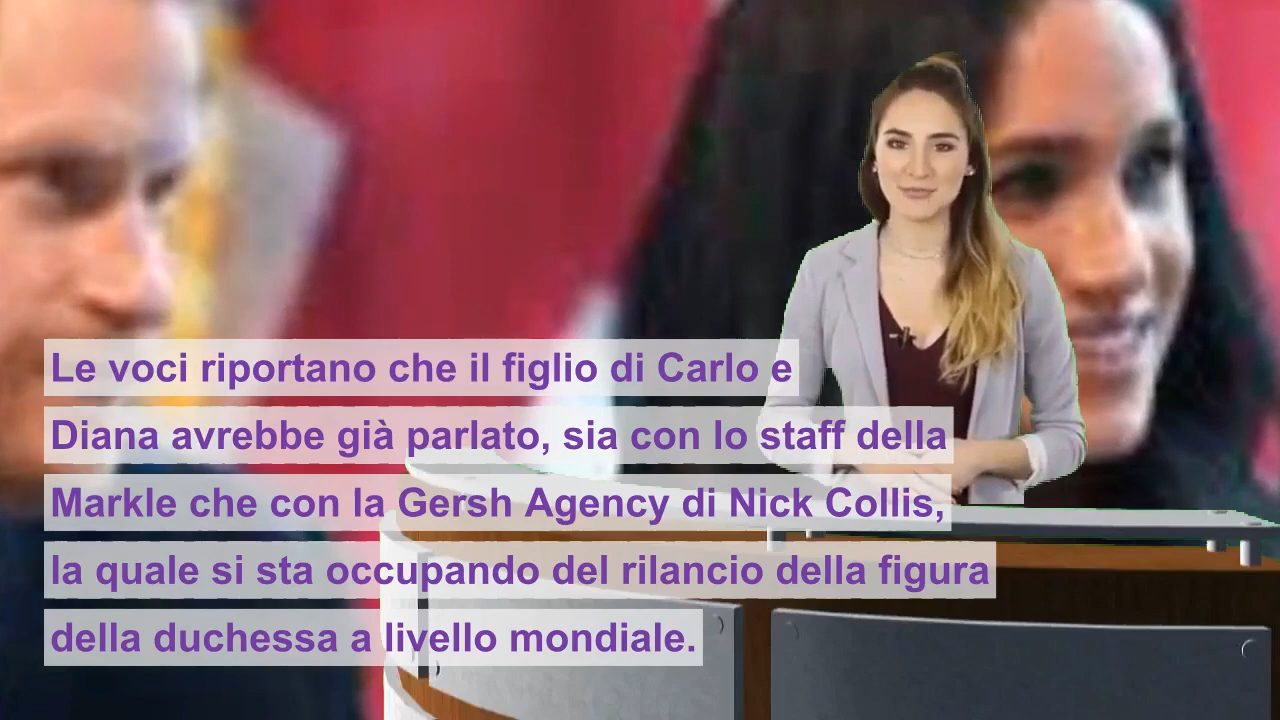 Le voci riportano che il figlio di Carlo e
Diana avrebbe già parlato, sia con lo staff della
Markle che con la Gersh Agency di Nick Collis,
la quale si sta occupando del rilancio della figura
della duchessa a livello mondiale.